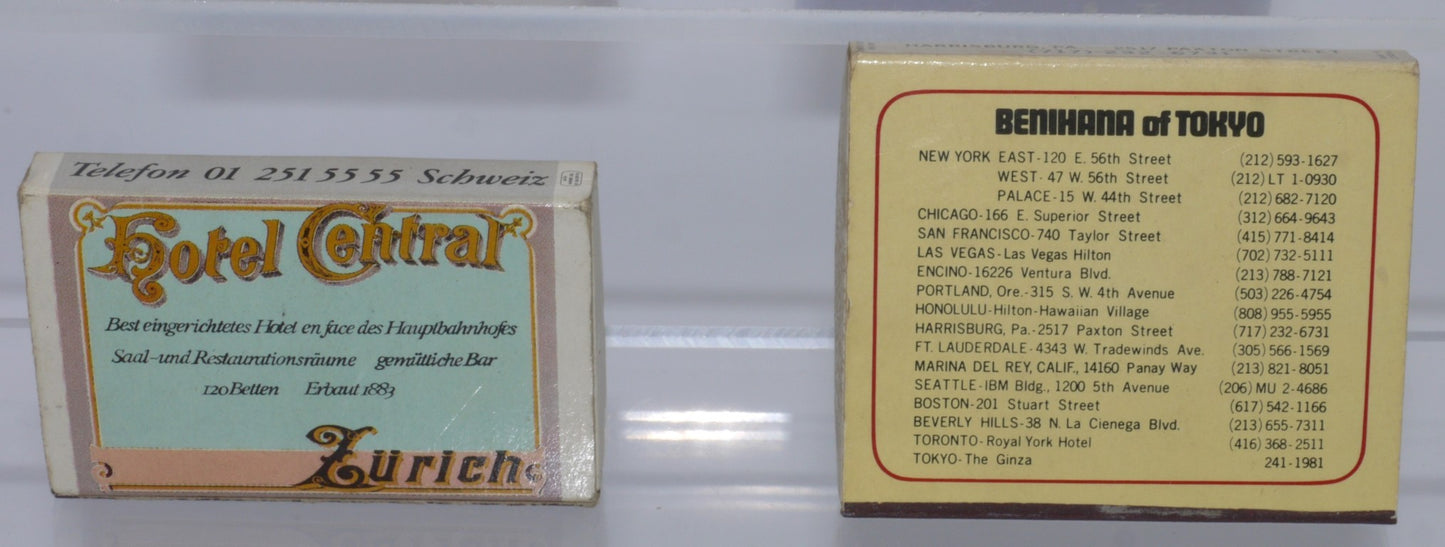 Telefon 01 251 55 55 Schweiz
Hotel Central
Best eingerichtetes Hotel en face des Hauptbahnhofes
Saal-und Restaurationsräume gemütliche Bar
120 Betten Erbaut 1883
Zürich
HARRISBURG, PA. 2517 PAXTON STREET
(717) 232-6731
BENIHANA of TOKYO
NEW YORK EAST-120 E. 56th Street (212) 593-1627
WEST- 47 W. 56th Street (212) LT 1-0930
PALACE-15 W. 44th Street (212) 682-7120
CHICAGO-166 E. Superior Street (312) 664-9643
SAN FRANCISCO-740 Taylor Street (415) 771-8414
LAS VEGAS-Las Vegas Hilton (702) 732-5111
ENCINO-16226 Ventura Blvd. (213) 788-7121
PORTLAND, Ore.-315 S. W. 4th Avenue (503) 226-4754
HONOLULU-Hilton-Hawaiian Village (808) 955-5955
HARRISBURG, Pa.-2517 Paxton Street (717) 232-6731
FT. LAUDERDALE-4343 W. Tradewinds Ave. (305) 566-1569
MARINA DEL REY, CALIF., 14160 Panay Way (213) 821-8051
SEATTLE-IBM Bldg., 1200 5th Avenue (206) MU 2-4686
BOSTON-201 Stuart Street (617) 542-1166
BEVERLY HILLS-38 N. La Cienega Blvd. (213) 655-7311
TORONTO-Royal York Hotel (416) 368-2511
TOKYO-The Ginza 241-1981